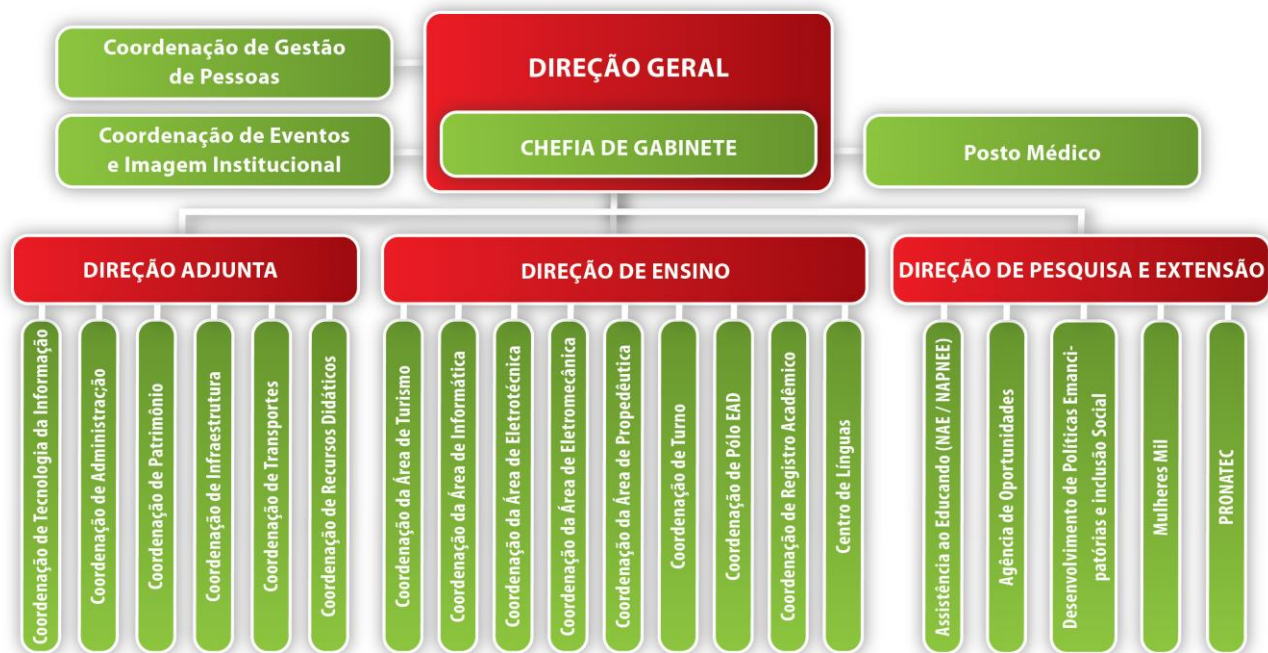 Coordenação de Gestão
de Pessoas
DIREÇÃO GERAL
Coordenação de Eventos
e Imagem Institucional
CHEFIA DE GABINETE
Posto Médico
DIREÇÃO ADJUNTA
DIREÇÃO DE ENSINO
DIREÇÃO DE PESQUISA E EXTENSÃO
Coordenação de Tecnologia da Informação
Coordenação de Administração
Coordenação de Patrimônio
Coordenação de Infraestrutura
Coordenação de Transportes
Coordenação de Recursos Didáticos
Coordenação da Área de Turismo
Coordenação da Área de Informática
Coordenação da Área de Eletrotécnica
Coordenação da Área de Eletromecânica
Coordenação da Área de Propedêutica
Coordenação de Turno
Coordenação de Pólo EAD
Coordenação de Registro Acadêmico
Centro de Línguas
Assistência ao Educando (NAE / NAPNEE)
Agência de Oportunidades
Desenvolvimento de Políticas Emanci-
patórias e inclusão Social
Mulheres Mil
PRONATEC